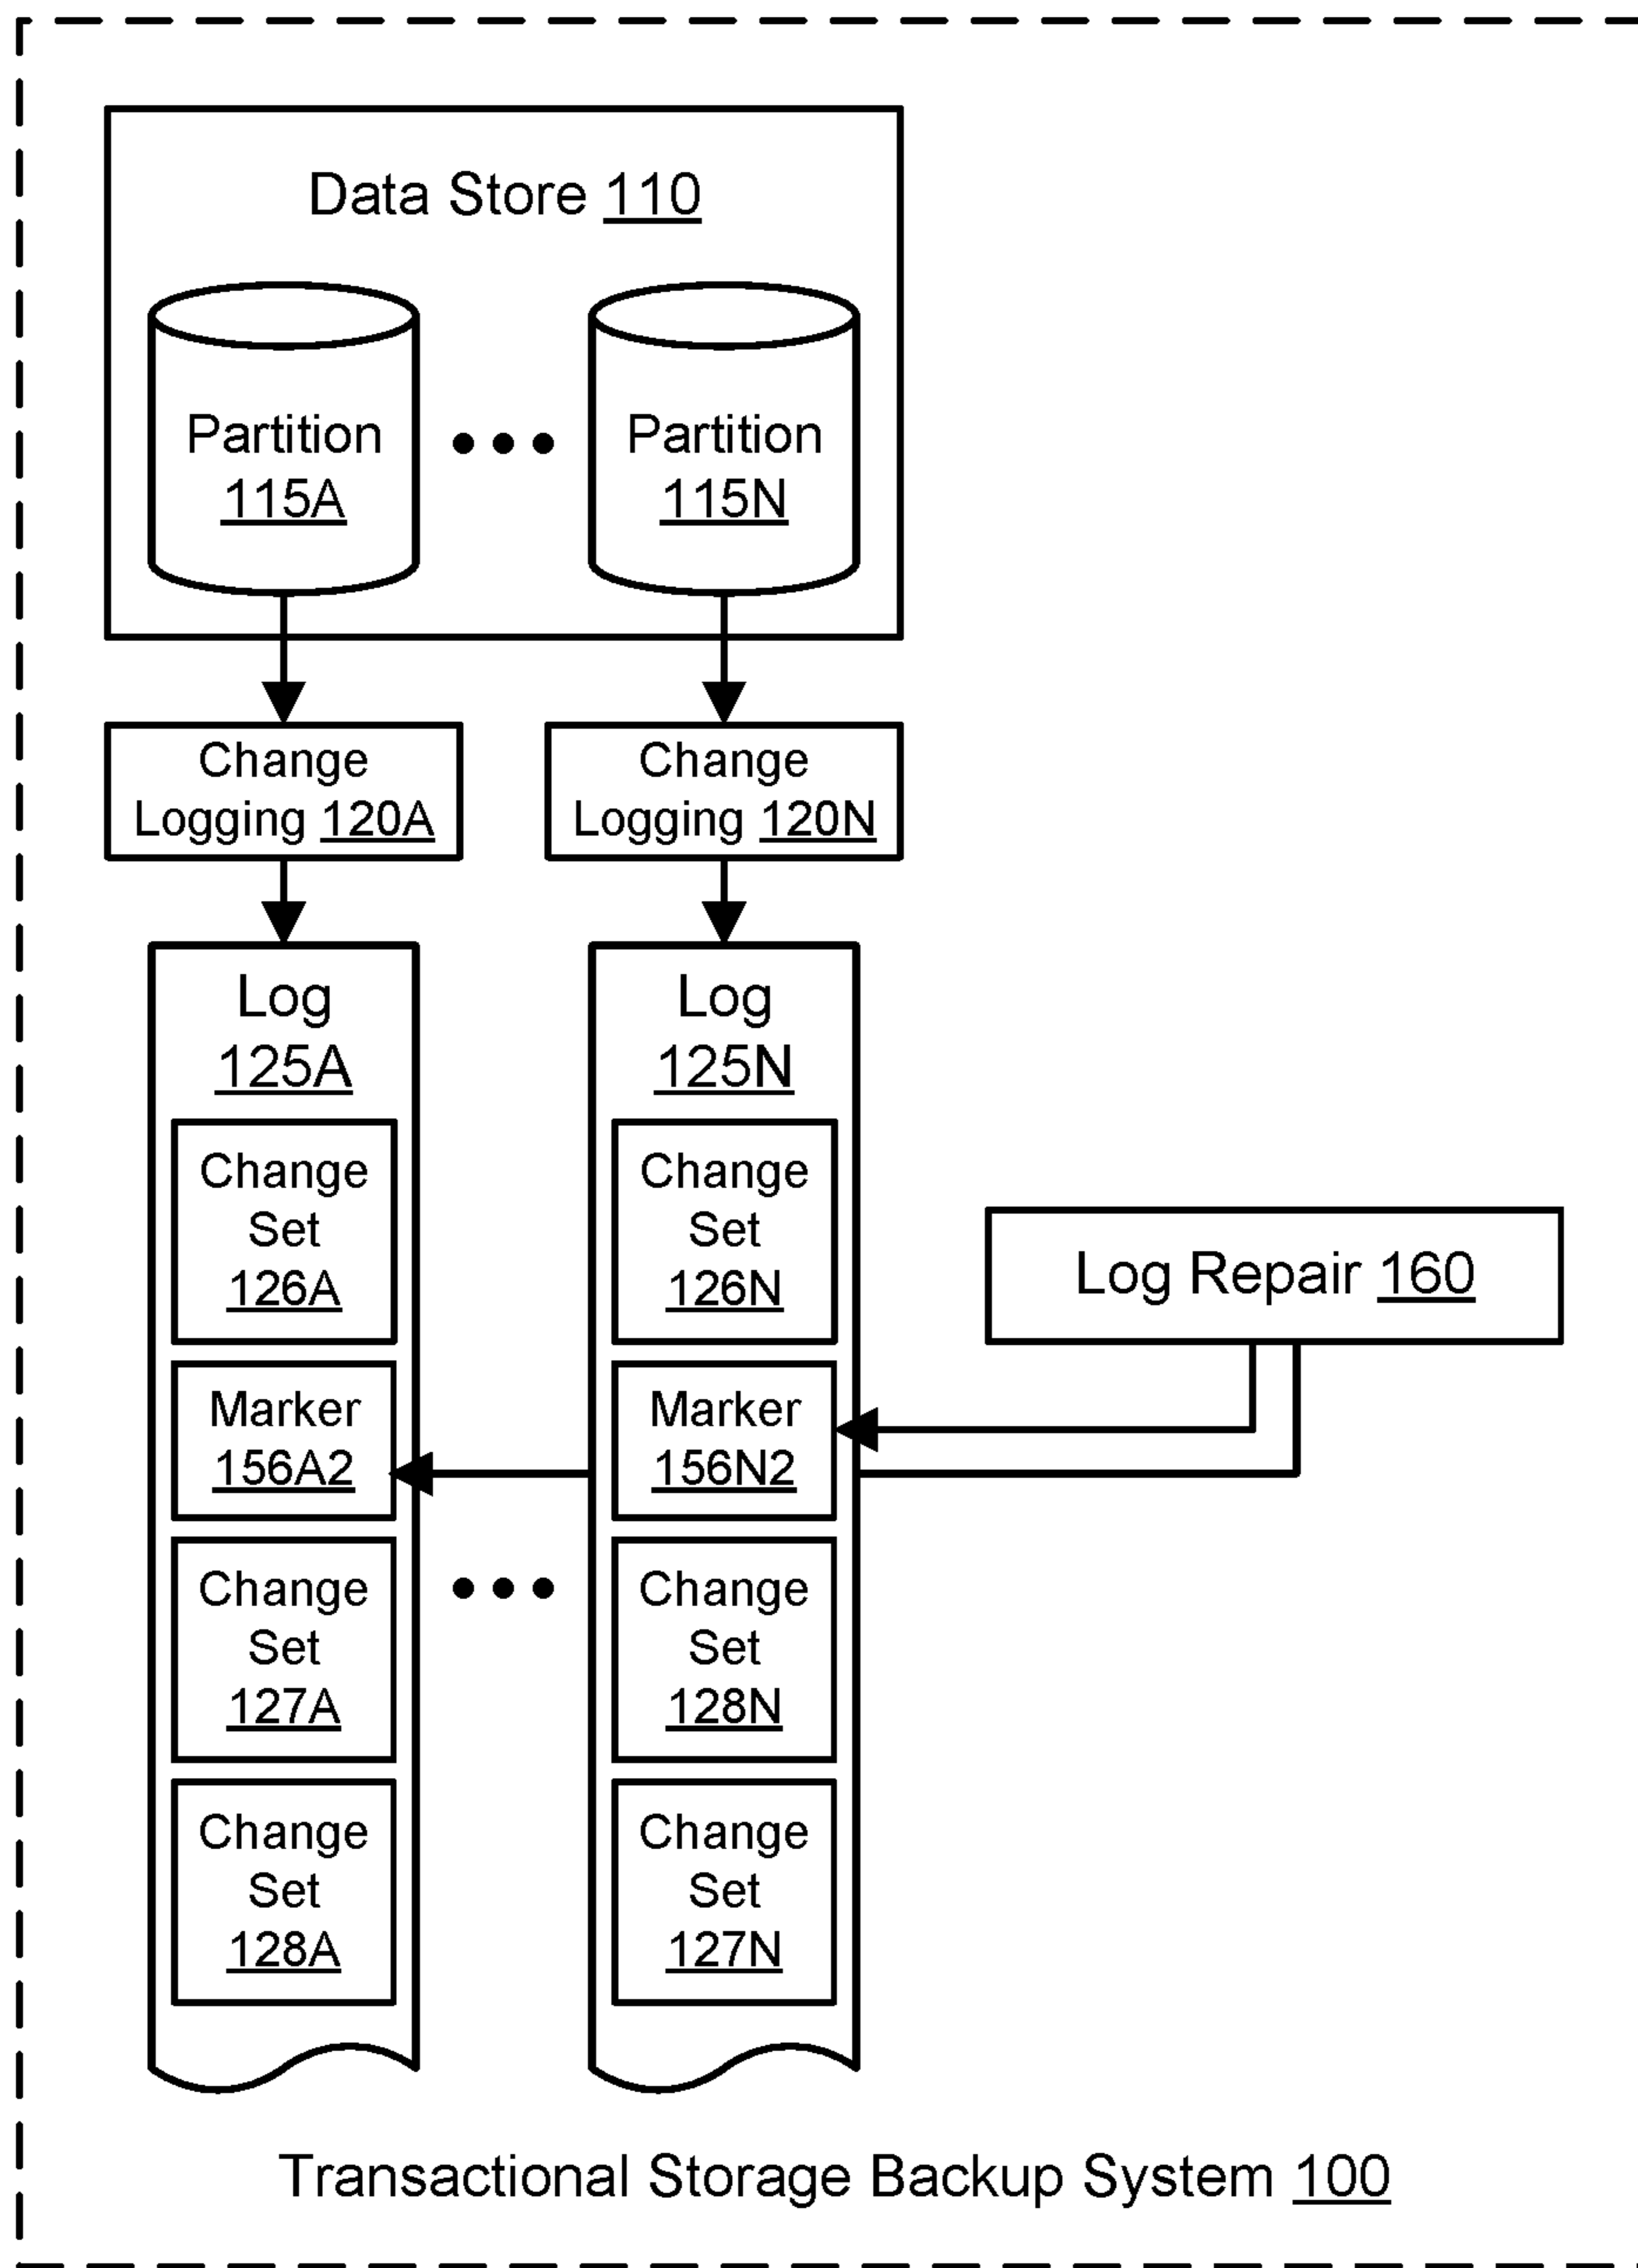 Data Store 110
Partition
115A
Partition
115N
Change
Logging 120A
Change
Logging 120N
Log
125A
Change
Set
126A
Marker
156A2
Change
Set
127A
Change
Set
128A
Log
125N
Change
Set
126N
Marker
156N2
Change
Set
128N
Change
Set
127N
Log Repair 160
Transactional Storage Backup System 100